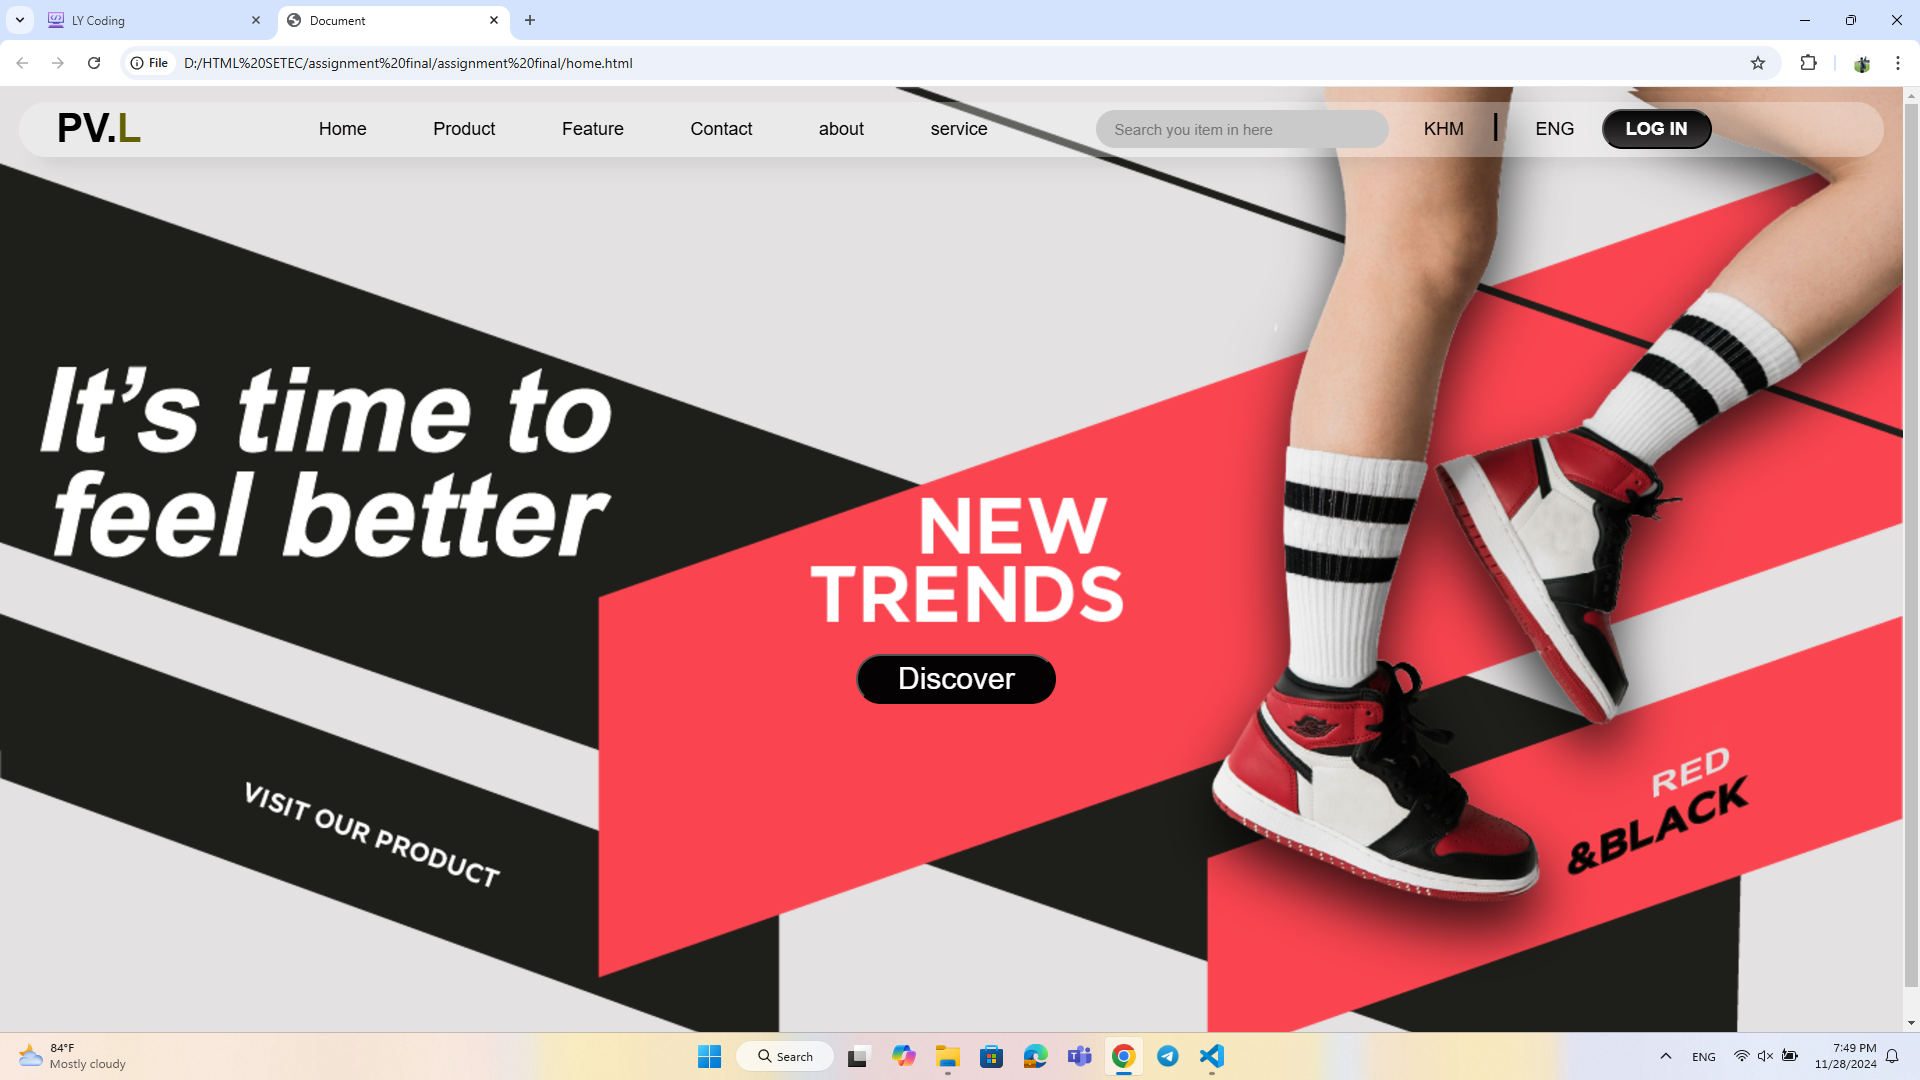 LY Coding
Document
File
D:/HTML%20SETEC/assignment%20final/assignment%20final/home.html
PV.L
Home
Product
Feature
Contact
about
service
Search you item in here
KHM
ENG
LOG IN
It's time to
feel better
NEW
TRENDS
Discover
VISIT OUR PRODUCT
RED
&BLACK
84°F
Mostly cloudy
Search
ENG
7:49 PM
11/28/2024